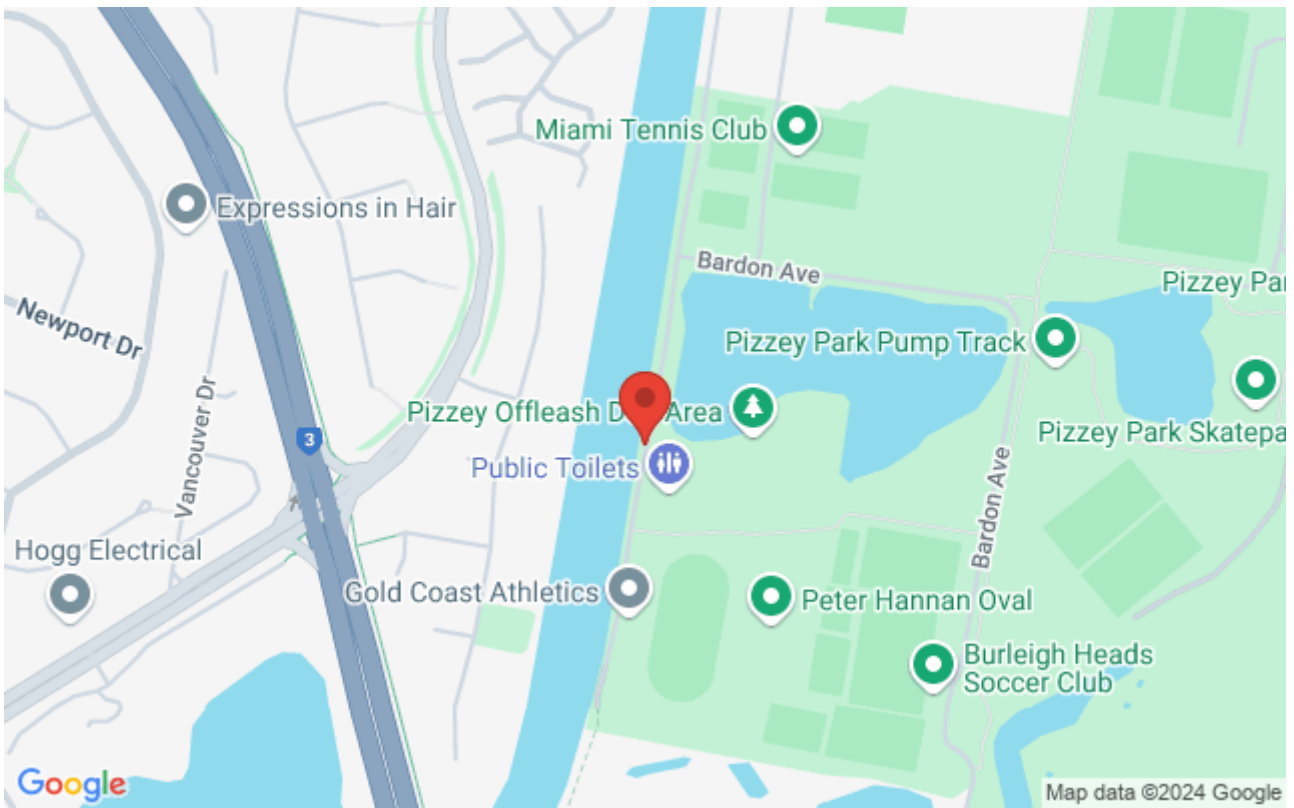 Miami Tennis Club
Expressions in Hair
Bardon Ave
Pizzey Pa
Newport Dr
Pizzey Park Pump Track
Vancouver Dr
Pizzey Offleash D Area
3
Pizzey Park Skatepa
Public Toilets
Bardon Ave
Hogg Electrical
Gold Coast Athletics
Peter Hannan Oval
Burleigh Heads
Soccer Club
Google
Map data ©2024 Google